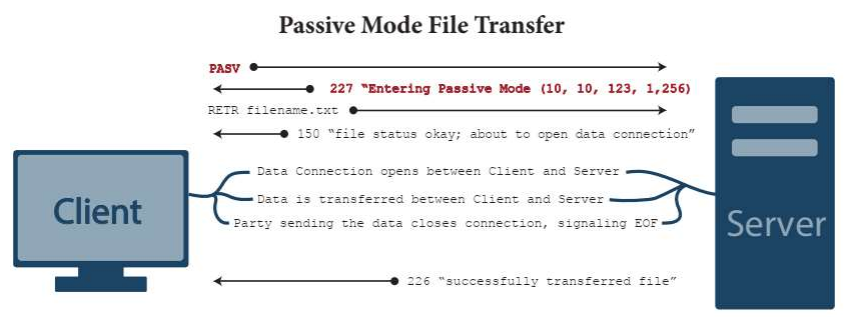 Passive Mode File Transfer
PASV
227 “Entering Passive Mode (10, 10, 123, 1,256)
RETR filename.txt
150 “file status okay; about to open data connection”
Data Connection opens between Client and Server
Data is transferred between Client and Server
Party sending the data closes connection, signaling EOF
Client
Server
226 “successfully transferred file”